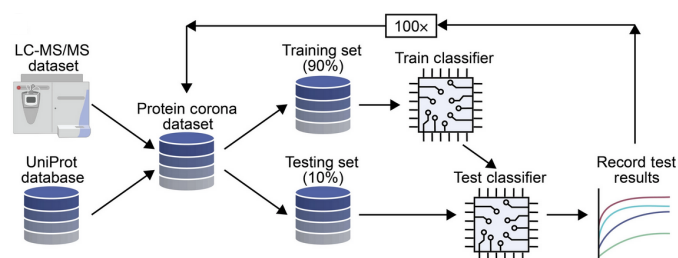 100×
LC-MS/MS
dataset
Training set
(90%)
Train classifier
Protein corona
dataset
UniProt
database
Testing set
(10%)
Test classifier
Record test
results